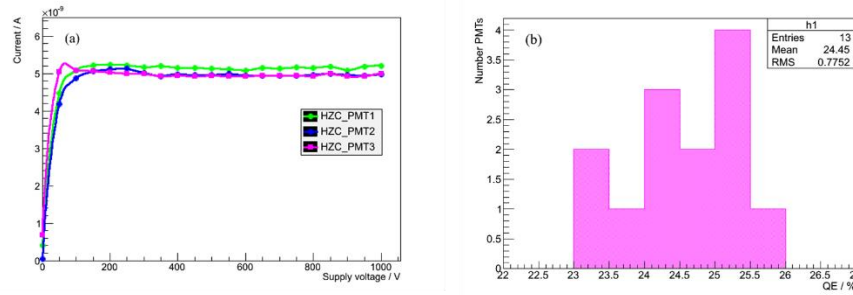 ×10⁻⁹
Current / A
(a)
6
5
4
3
2
1
0
0
200
400
600
800
1000
Supply voltage / V
HZC_PMT1
HZC_PMT2
HZC_PMT3
Number PMTs
(b)
h1
Entries 13
Mean 24.45
RMS 0.7752
4
3.5
3
2.5
2
1.5
1
0.5
0
22 22.5 23 23.5 24 24.5 25 25.5 26 26.5
QE / %